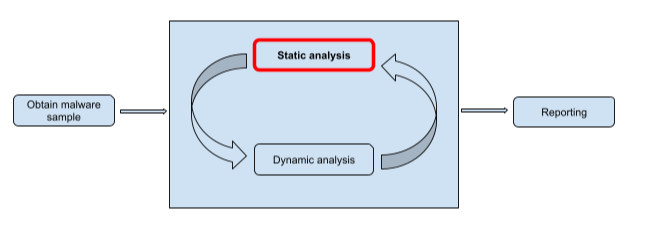 Static analysis
Obtain malware
sample
Reporting
Dynamic analysis